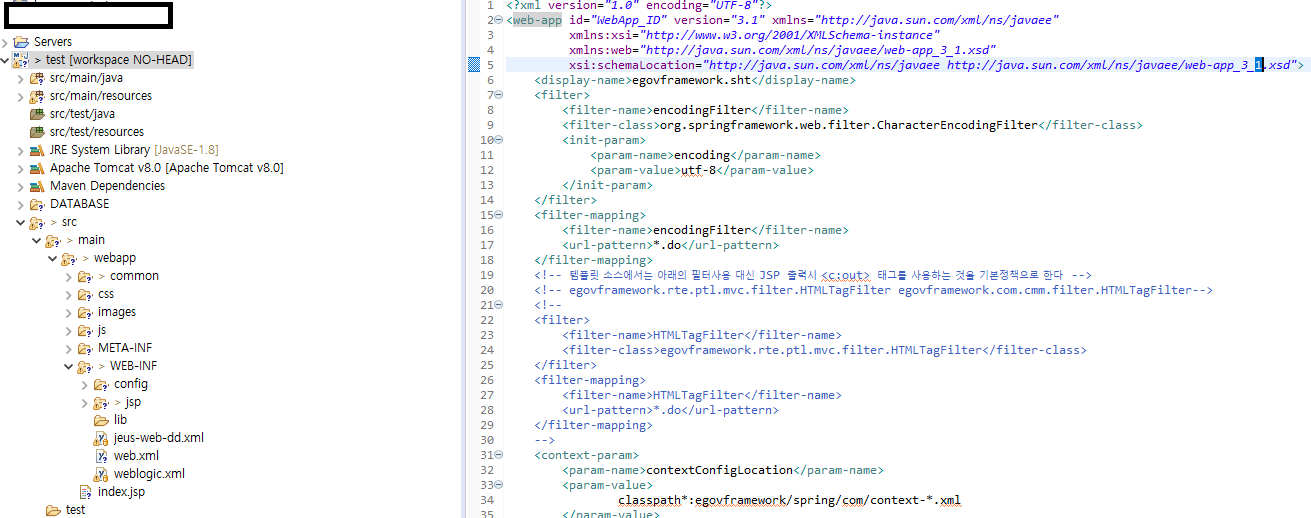 Servers
> test [workspace NO-HEAD]
src/main/java
src/main/resources
src/test/java
src/test/resources
JRE System Library [JavaSE-1.8]
Apache Tomcat v8.0 [Apache Tomcat v8.0]
Maven Dependencies
DATABASE
> src
> main
> webapp
> common
css
images
js
META-INF
> WEB-INF
config
> jsp
lib
jeus-web-dd.xml
web.xml
weblogic.xml
index.jsp
test
1 <?xml version="1.0" encoding="UTF-8"?>
2 <web-app id="WebApp_ID" version="3.1" xmlns="http://java.sun.com/xml/ns/javaee"
3 xmlns:xsi="http://www.w3.org/2001/XMLSchema-instance"
4 xmlns:web="http://java.sun.com/xml/ns/javaee/web-app_3_1.xsd"
5 xsi:schemaLocation="http://java.sun.com/xml/ns/javaee http://java.sun.com/xml/ns/javaee/web-app_3_1.xsd">
6 <display-name>egovframework.sht</display-name>
7 <filter>
8 <filter-name>encodingFilter</filter-name>
9 <filter-class>org.springframework.web.filter.CharacterEncodingFilter</filter-class>
10 <init-param>
11 <param-name>encoding</param-name>
12 <param-value>utf-8</param-value>
13 </init-param>
14 </filter>
15 <filter-mapping>
16 <filter-name>encodingFilter</filter-name>
17 <url-pattern>*.do</url-pattern>
18 </filter-mapping>
19 <!-- 템플릿 소스에서는 아래의 필터사용 대신 JSP 출력시 <c:out> 태그를 사용하는 것을 기본정책으로 한다 -->
20 <!-- egovframework.rte.ptl.mvc.filter.HTMLTagFilter egovframework.com.cmm.filter.HTMLTagFilter-->
21 <!--
22 <filter>
23 <filter-name>HTMLTagFilter</filter-name>
24 <filter-class>egovframework.rte.ptl.mvc.filter.HTMLTagFilter</filter-class>
25 </filter>
26 <filter-mapping>
27 <filter-name>HTMLTagFilter</filter-name>
28 <url-pattern>*.do</url-pattern>
29 </filter-mapping>
30 -->
31 <context-param>
32 <param-name>contextConfigLocation</param-name>
33 <param-value>
34 classpath*:egovframework/spring/com/context-*.xml
35 </param-value>